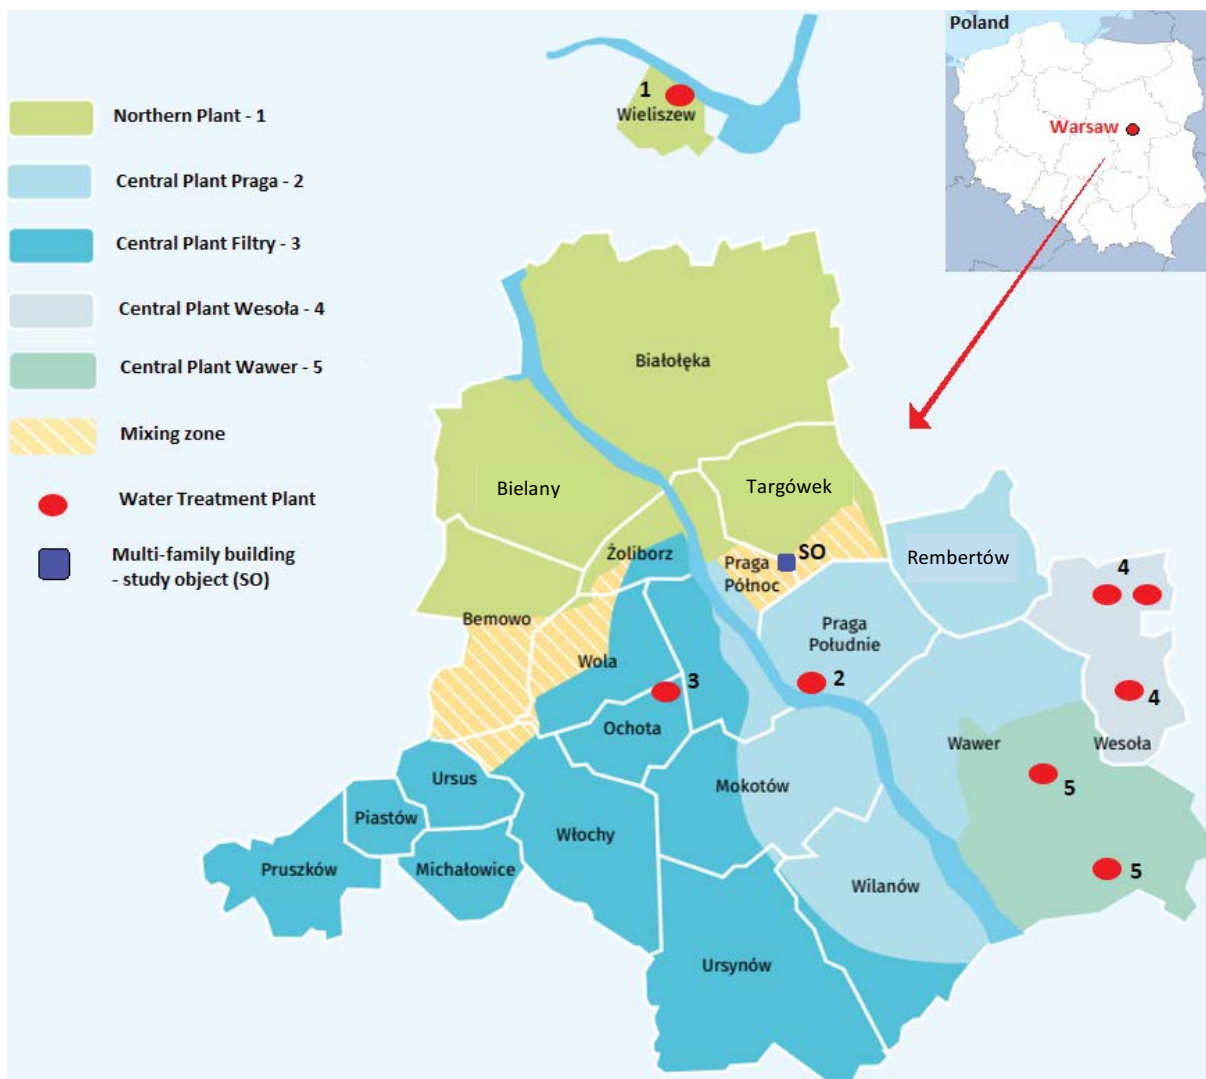 Poland
Warsaw
1
Wieliszew
Northern Plant - 1
Central Plant Praga - 2
Central Plant Filtry - 3
Central Plant Wesoła - 4
Central Plant Wawer - 5
Mixing zone
Water Treatment Plant
Multi-family building
- study object (SO)
Białołęka
Bielany
Targówek
Żoliborz
SO
Praga
Północ
Rembertów
4
Bemowo
Wola
Praga
Południe
3
2
4
Ochota
Wawer
Wesoła
Ursus
Mokotów
5
Piastów
Włochy
Pruszków
Michałowice
Wilanów
5
Ursynów